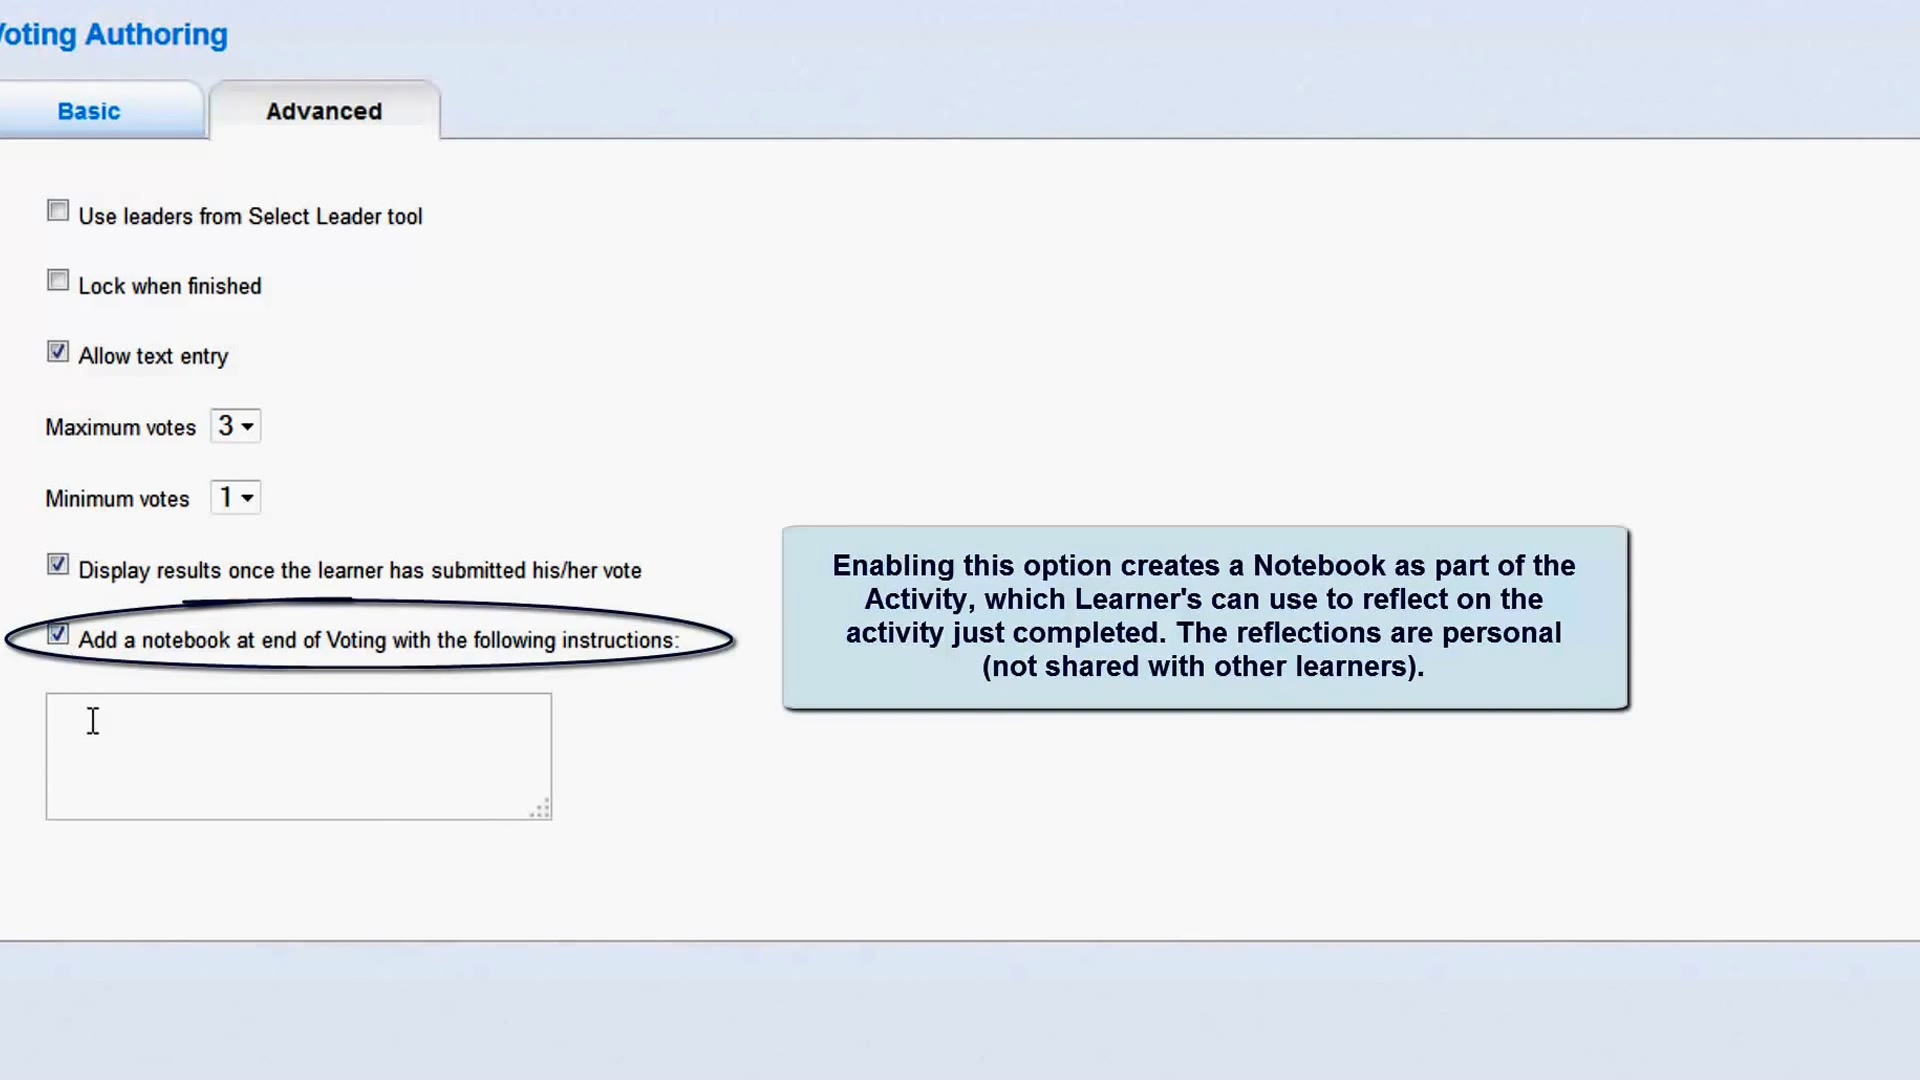 Voting Authoring
Basic
Advanced
Use leaders from Select Leader tool
Lock when finished
Allow text entry
Maximum votes 3
Minimum votes 1
Display results once the learner has submitted his/her vote
Add a notebook at end of Voting with the following instructions:
Enabling this option creates a Notebook as part of the
Activity, which Learner's can use to reflect on the
activity just completed. The reflections are personal
(not shared with other learners).